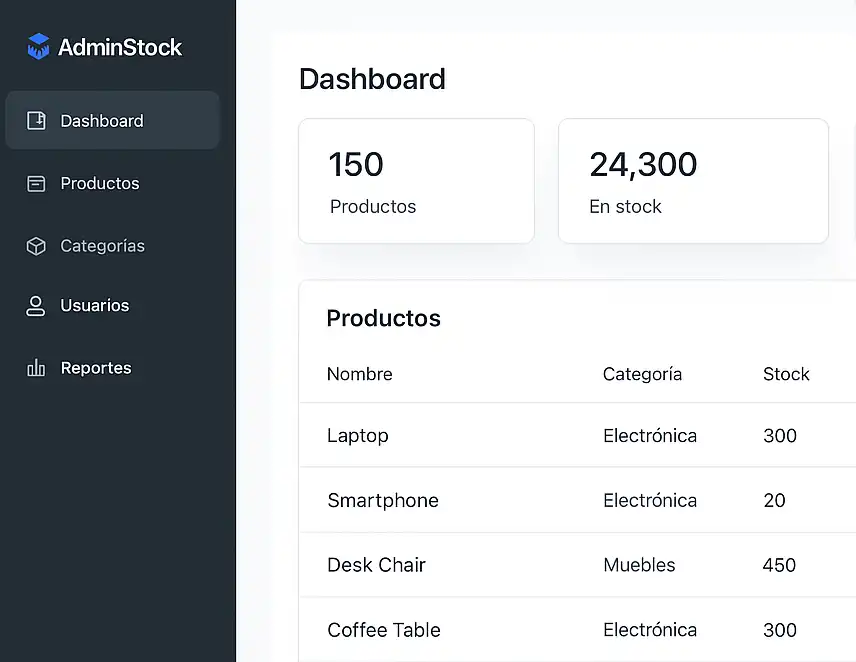 AdminStock
Dashboard
Productos
Categorías
Usuarios
Reportes
Dashboard
150
Productos
24,300
En stock
Productos
Nombre Categoría Stock
Laptop Electrónica 300
Smartphone Electrónica 20
Desk Chair Muebles 450
Coffee Table Electrónica 300